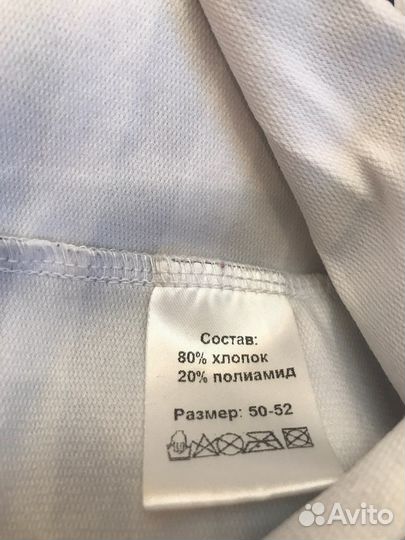 Состав:
80% хлопок
20% полиамид
Размер: 50-52
Avito